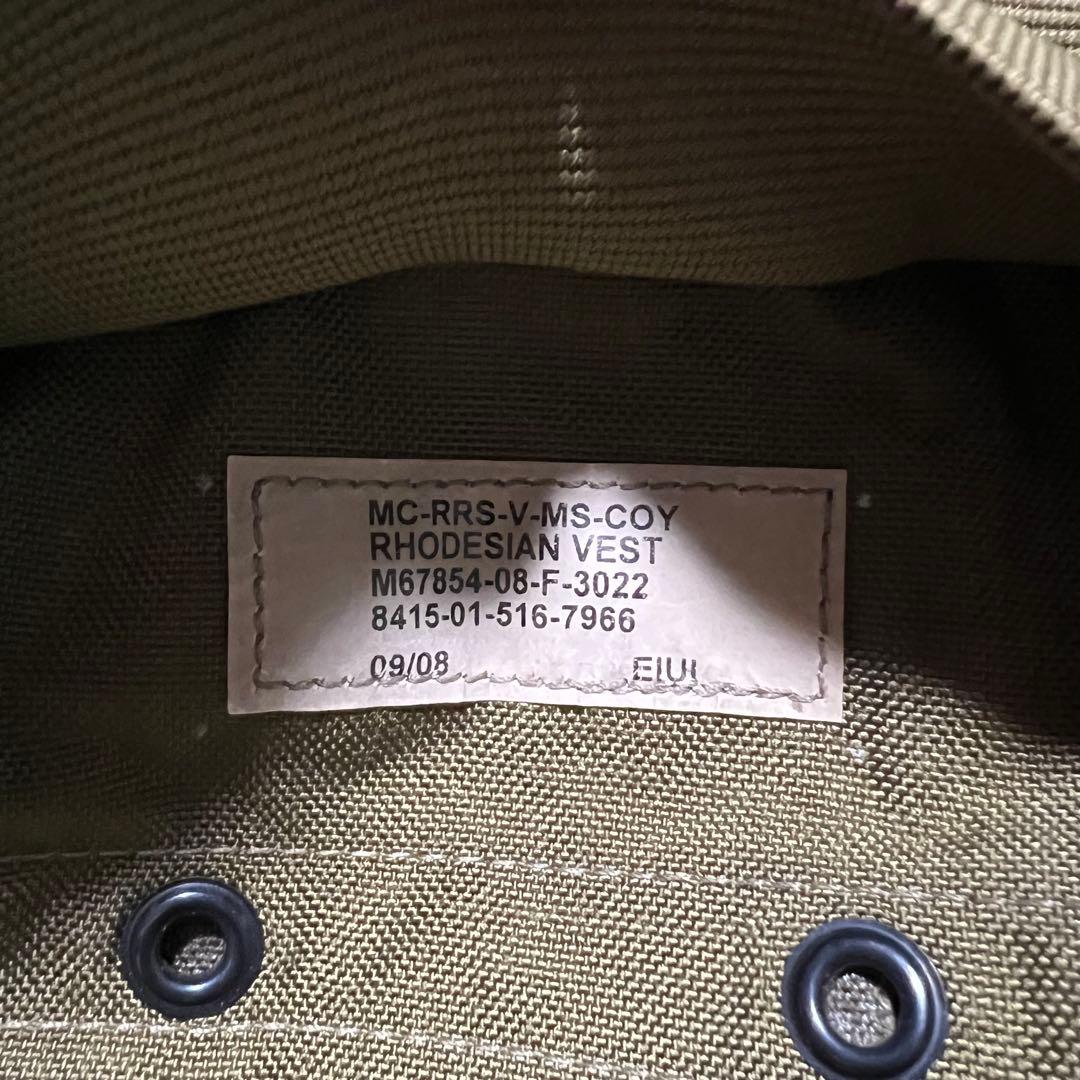 MC-RRS-V-MS-COY
RHODESIAN VEST
M67854-08-F-3022
8415-01-516-7966
09/08 EIUI